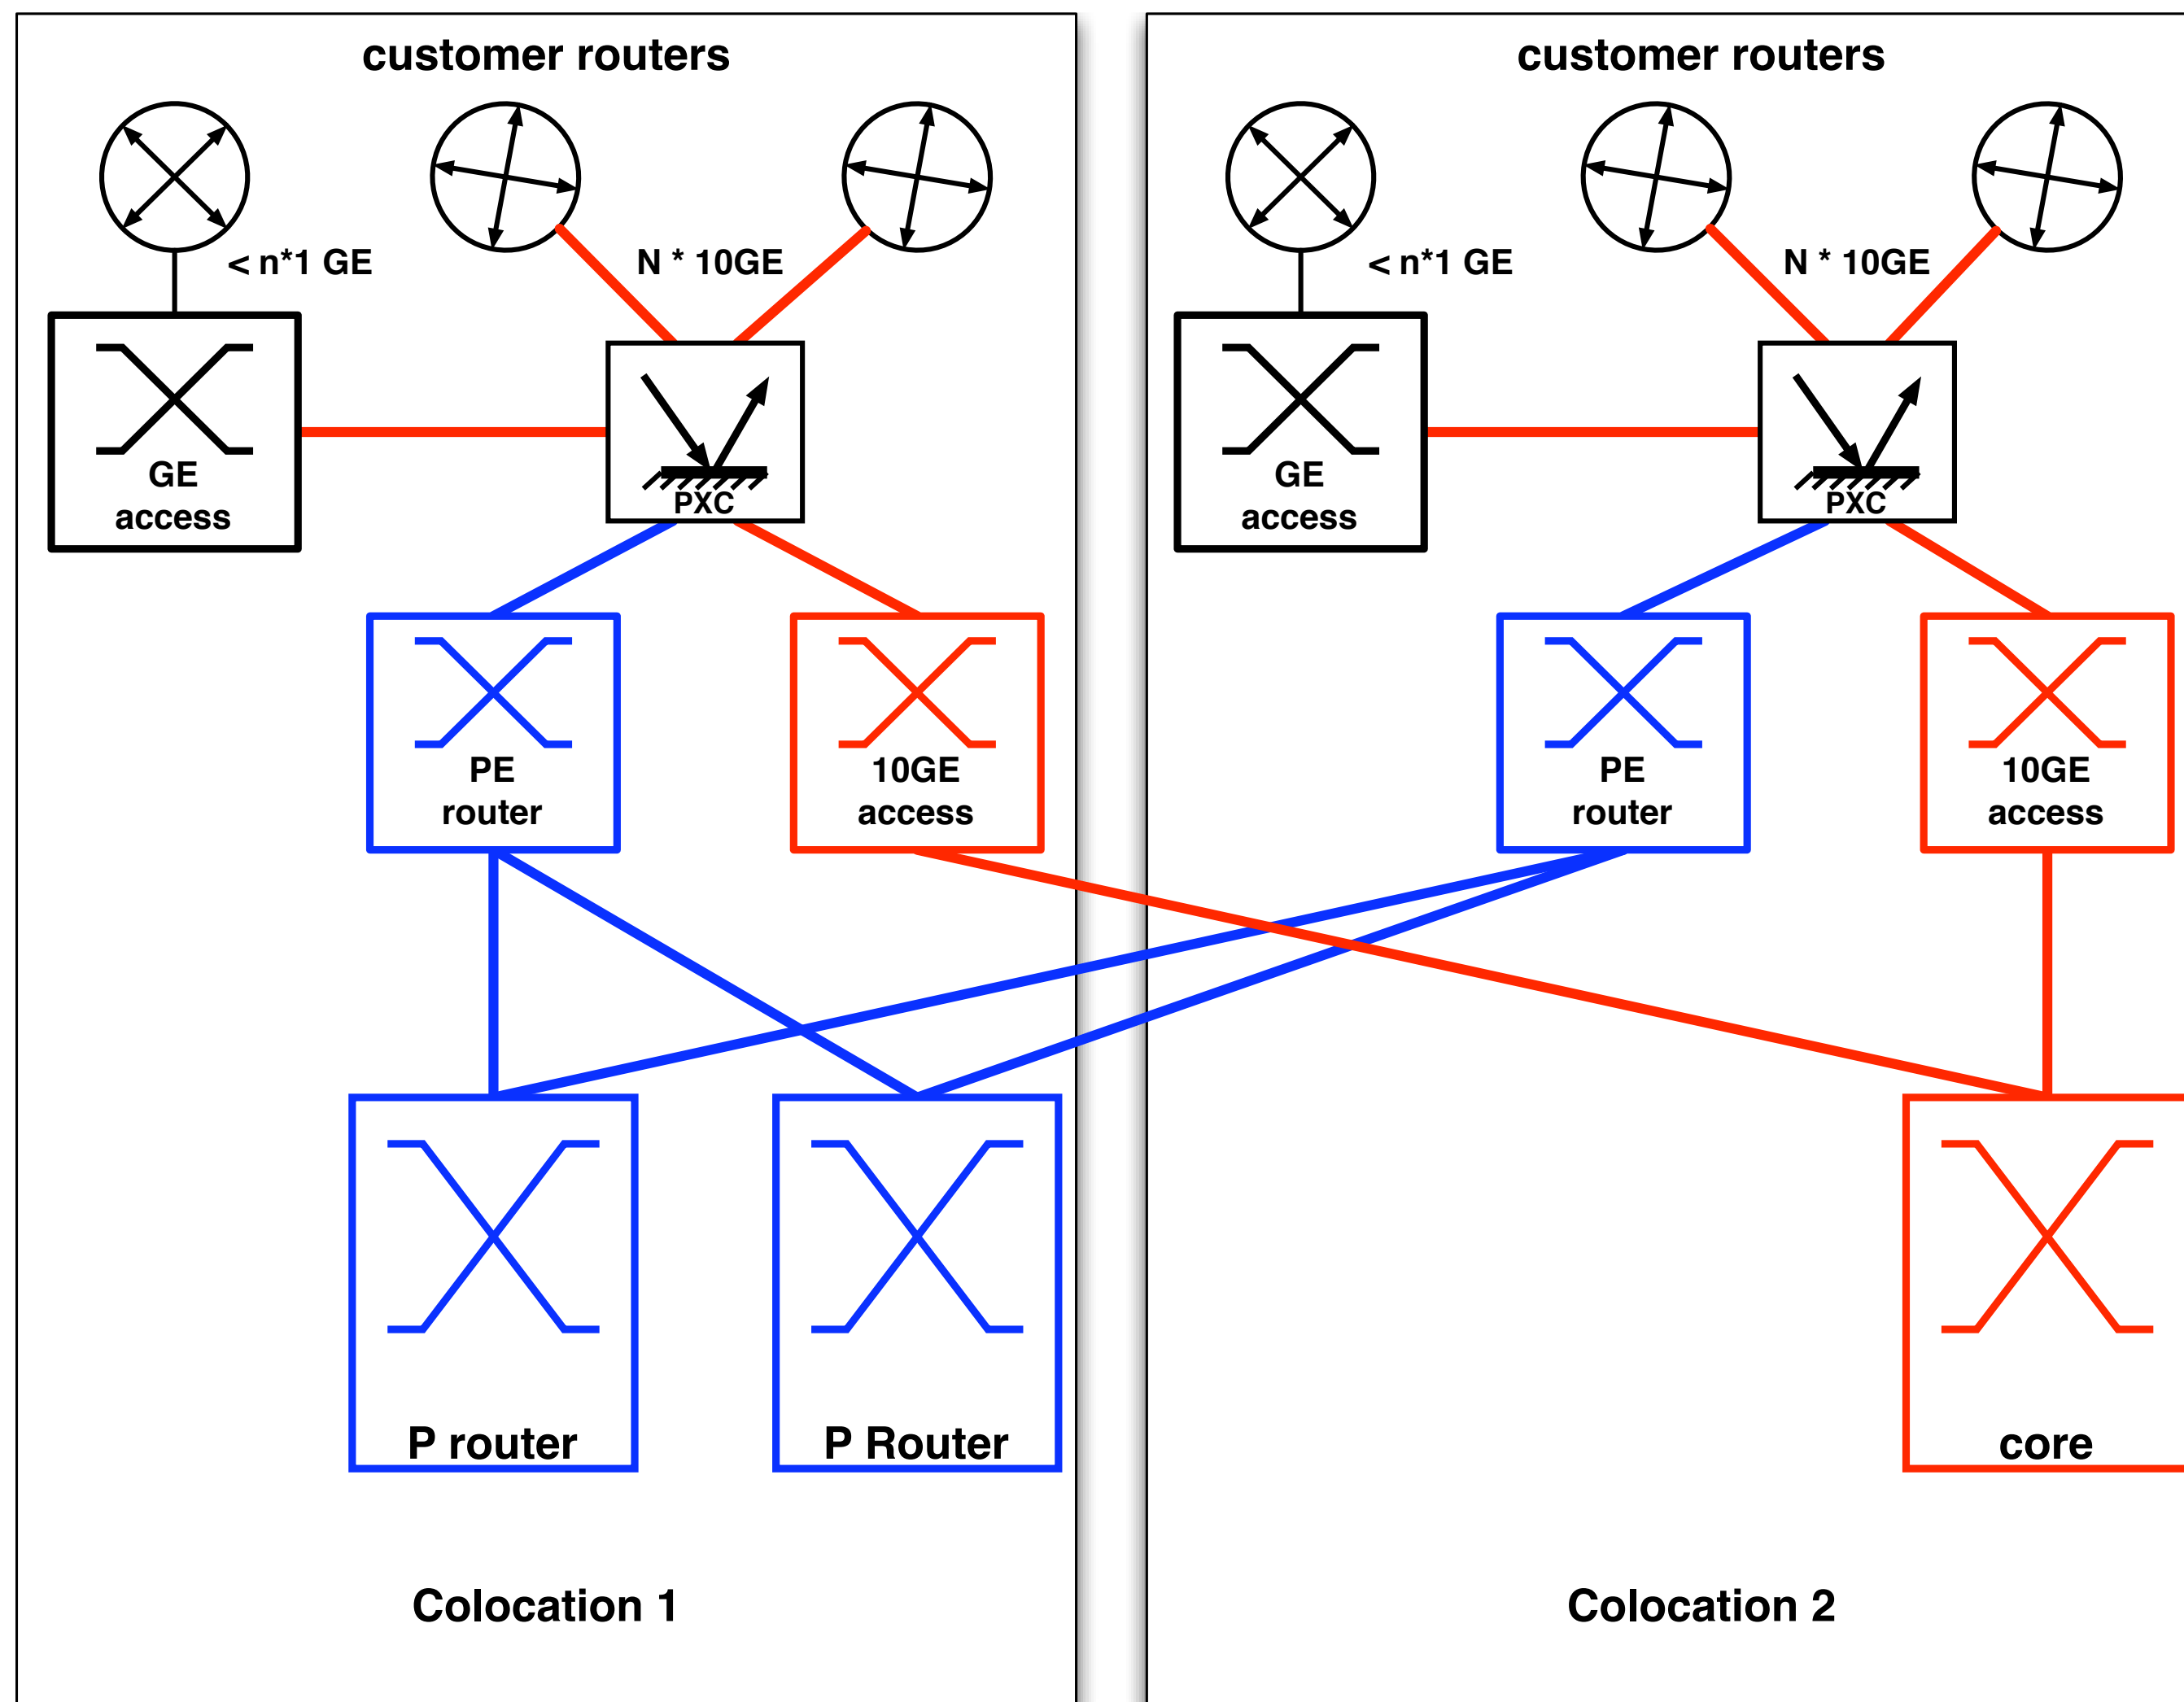 customer routers
< n*1 GE
N * 10GE
GE
access
PXC
PE
router
10GE
access
P router
P Router
Colocation 1
customer routers
< n*1 GE
N * 10GE
GE
access
PXC
PE
router
10GE
access
core
Colocation 2